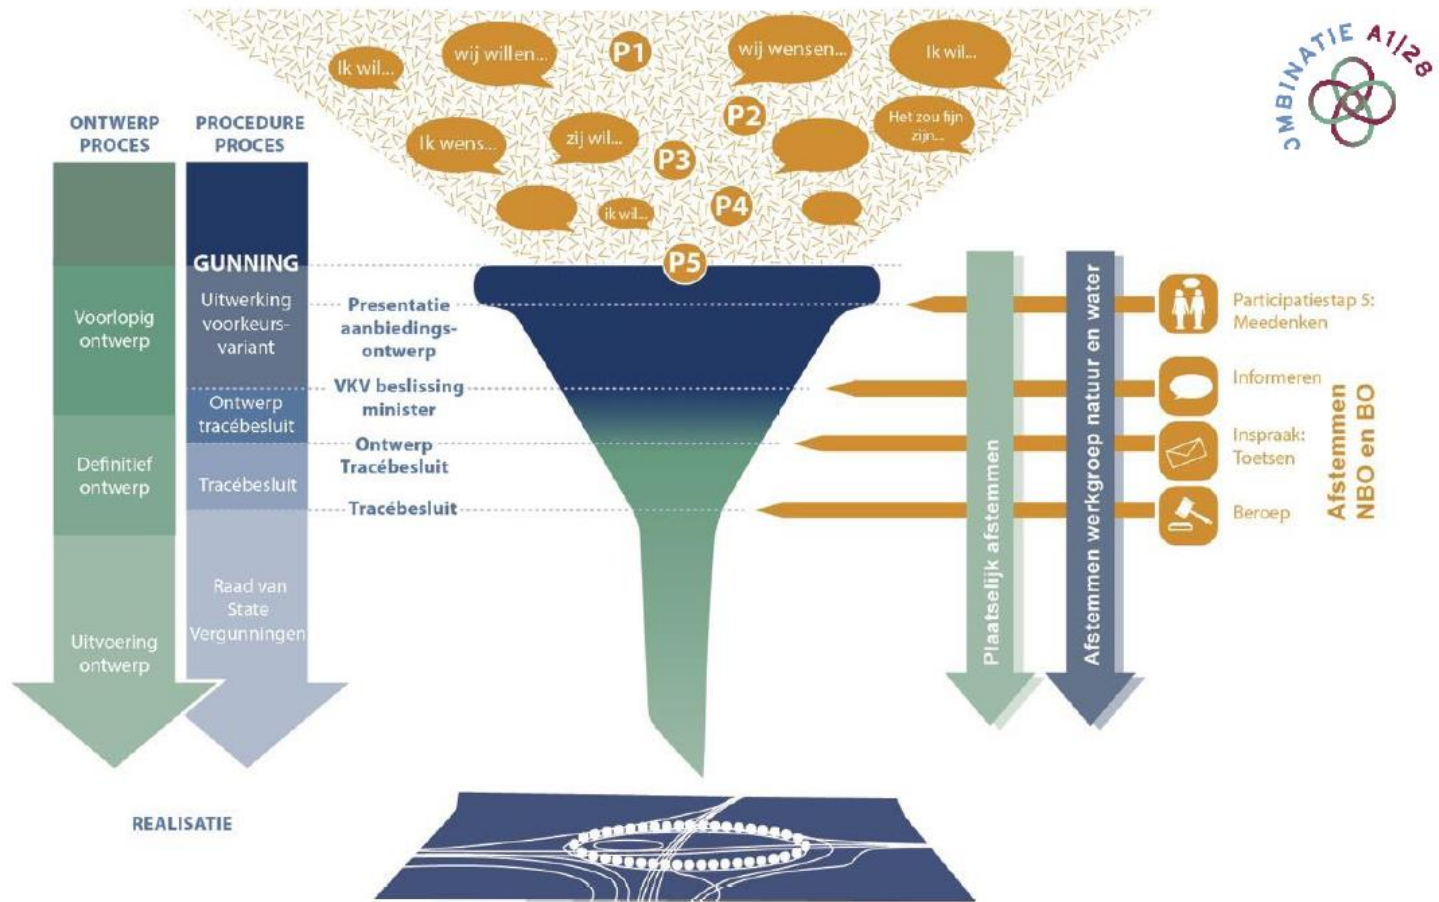 CMBINATIE A1|28
Ik wil...
wij willen...
P1
wij wensen...
Ik wil...
P2
Het zou fijn
zijn...
Ik wens...
zij wil...
P3
ik wil...
P4
P5
ONTWERP
PROCES
PROCEDURE
PROCES
GUNNING
Voorlopig
ontwerp
Uitwerking
voorkeurs-
variant
Ontwerp
tracébesluit
Definitief
ontwerp
Tracébesluit
Raad van
State
Vergunningen
Uitvoering
ontwerp
Presentatie
aanbiedings-
ontwerp
VKV beslissing
minister
Ontwerp
Tracébesluit
Tracébesluit
Plaatselijk afstemmen
Afstemmen werkgroep natuur en water
Participatiestap 5:
Meedenken
Informeren
Inspraak:
Toetsen
Beroep
Afstemmen
NBO en BO
REALISATIE